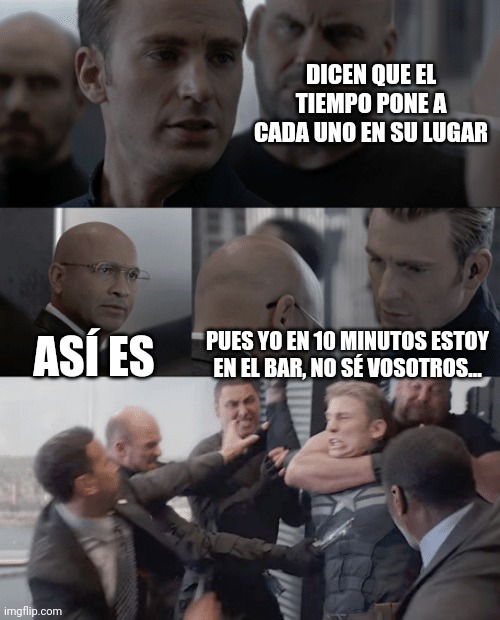 DICEN QUE EL
TIEMPO PONE A
CADA UNO EN SU LUGAR
ASÍ ES
PUES YO EN 10 MINUTOS ESTOY
EN EL BAR, NO SÉ VOSOTROS...
imgflip.com